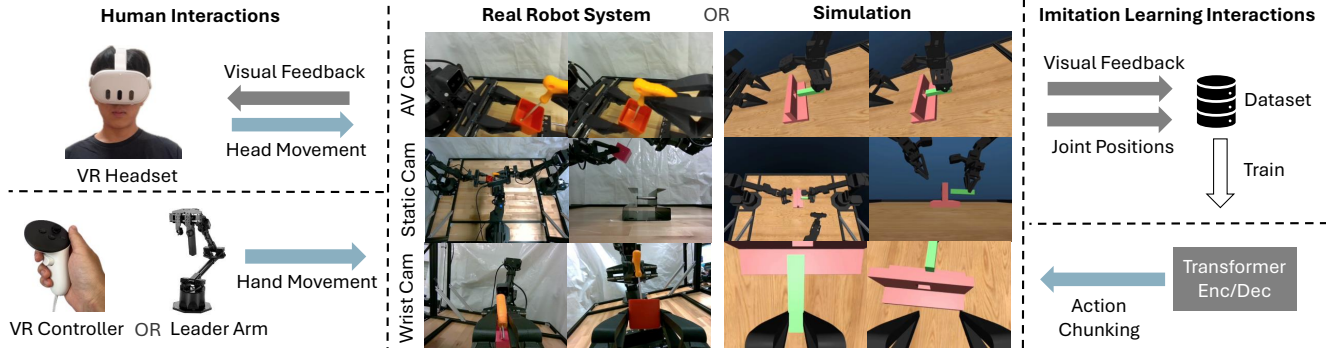 Human Interactions
Visual Feedback
Head Movement
VR Headset
Hand Movement
VR Controller OR Leader Arm
Real Robot System OR Simulation
AV Cam
Static Cam
Wrist Cam
Imitation Learning Interactions
Visual Feedback
Dataset
Joint Positions
Train
Transformer
Enc/Dec
Action
Chunking